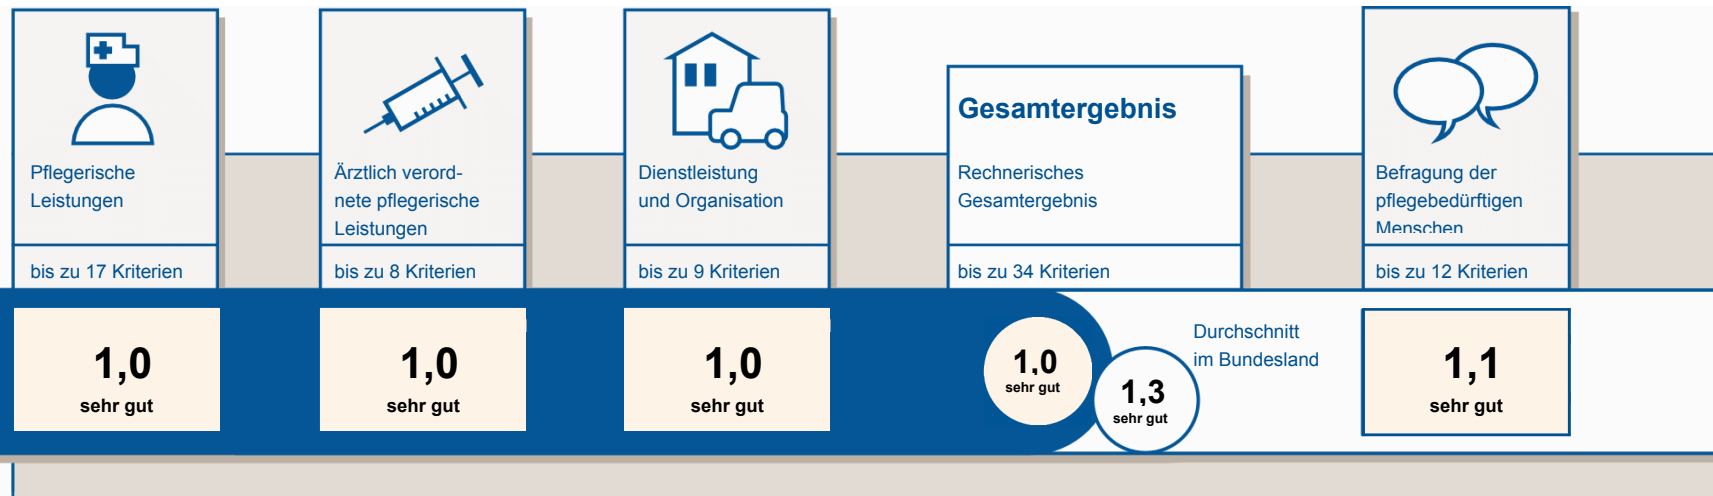 Pflegerische
Leistungen
bis zu 17 Kriterien
1,0
sehr gut
Ärztlich verord-
nete pflegerische
Leistungen
bis zu 8 Kriterien
1,0
sehr gut
Dienstleistung
und Organisation
bis zu 9 Kriterien
1,0
sehr gut
Gesamtergebnis
Rechnerisches
Gesamtergebnis
bis zu 34 Kriterien
1,0
sehr gut
1,3
sehr gut
Durchschnitt
im Bundesland
Befragung der
pflegebedürftigen
Menschen
bis zu 12 Kriterien
1,1
sehr gut